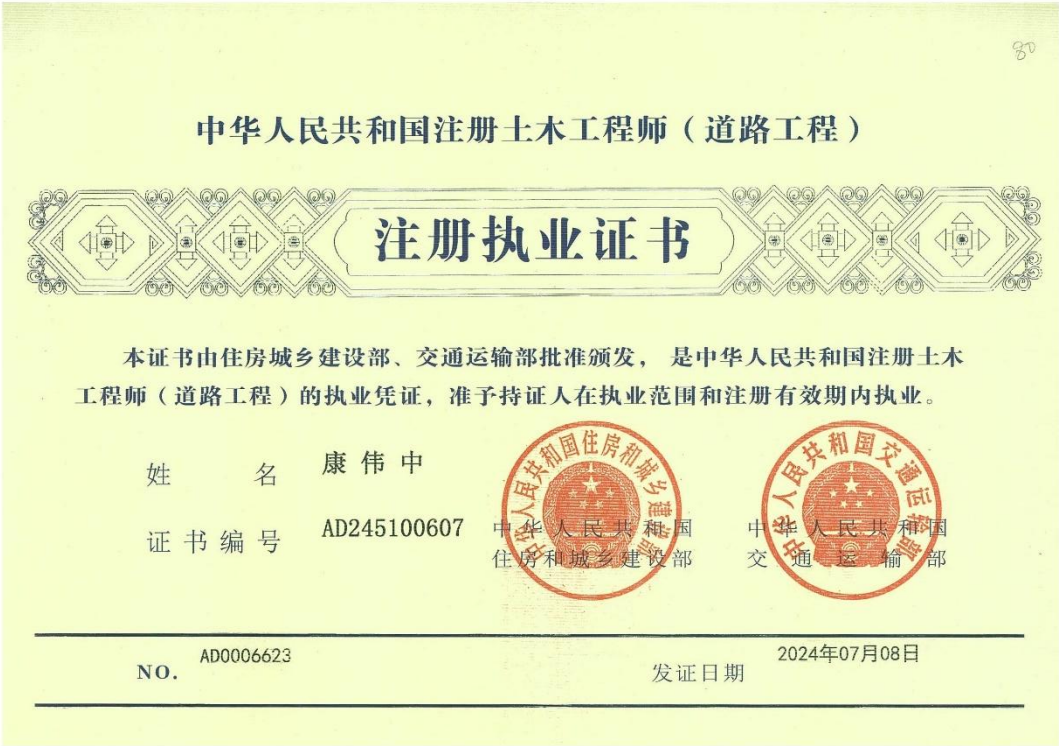 80
中华人民共和国注册土木工程师（道路工程）
注册执业证书
本证书由住房城乡建设部、交通运输部批准颁发，是中华人民共和国注册土木
工程师（道路工程）的执业凭证，准予持证人在执业范围和注册有效期内执业。
姓名 康伟中
证书编号 AD245100607
中华人民共和国住房和城乡建设部
中华人民共和国
住房和城乡建设部
中华人民共和国交通运输部
中华人民共和国
交通运输部
NO. AD0006623
发证日期 2024年07月08日